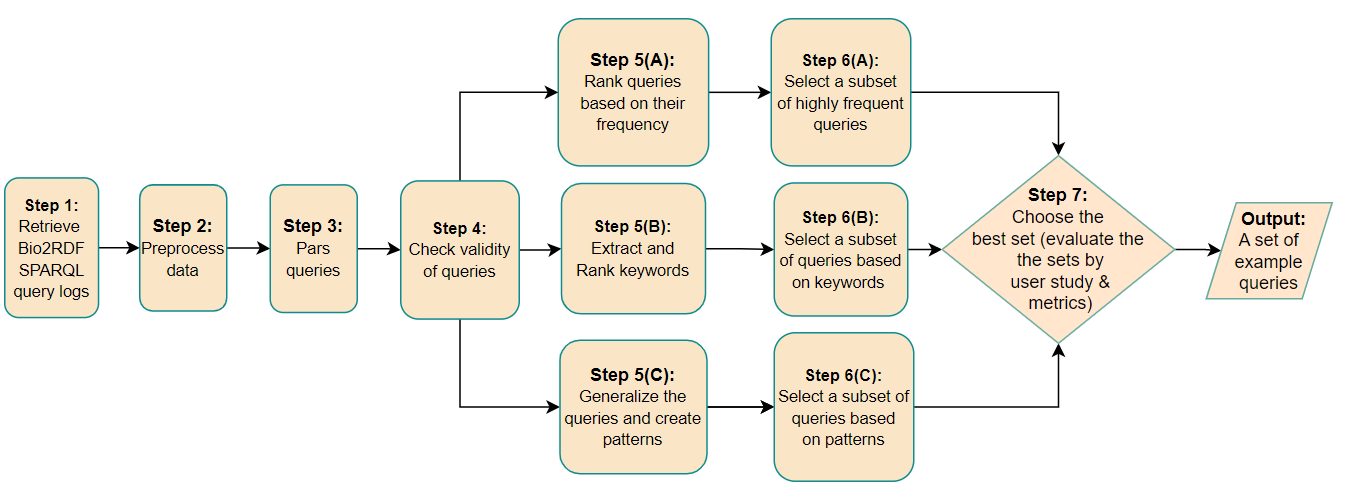 Step 1:
Retrieve
Bio2RDF
SPARQL
query logs
Step 2:
Preprocess
data
Step 3:
Pars
queries
Step 4:
Check validity
of queries
Step 5(A):
Rank queries
based on their
frequency
Step 6(A):
Select a subset
of highly frequent
queries
Step 5(B):
Extract and
Rank keywords
Step 6(B):
Select a subset
of queries based
on keywords
Step 5(C):
Generalize the
queries and create
patterns
Step 6(C):
Select a subset of
queries based
on patterns
Step 7:
Choose the
best set (evaluate the
the sets by
user study &
metrics)
Output:
A set of
example
queries